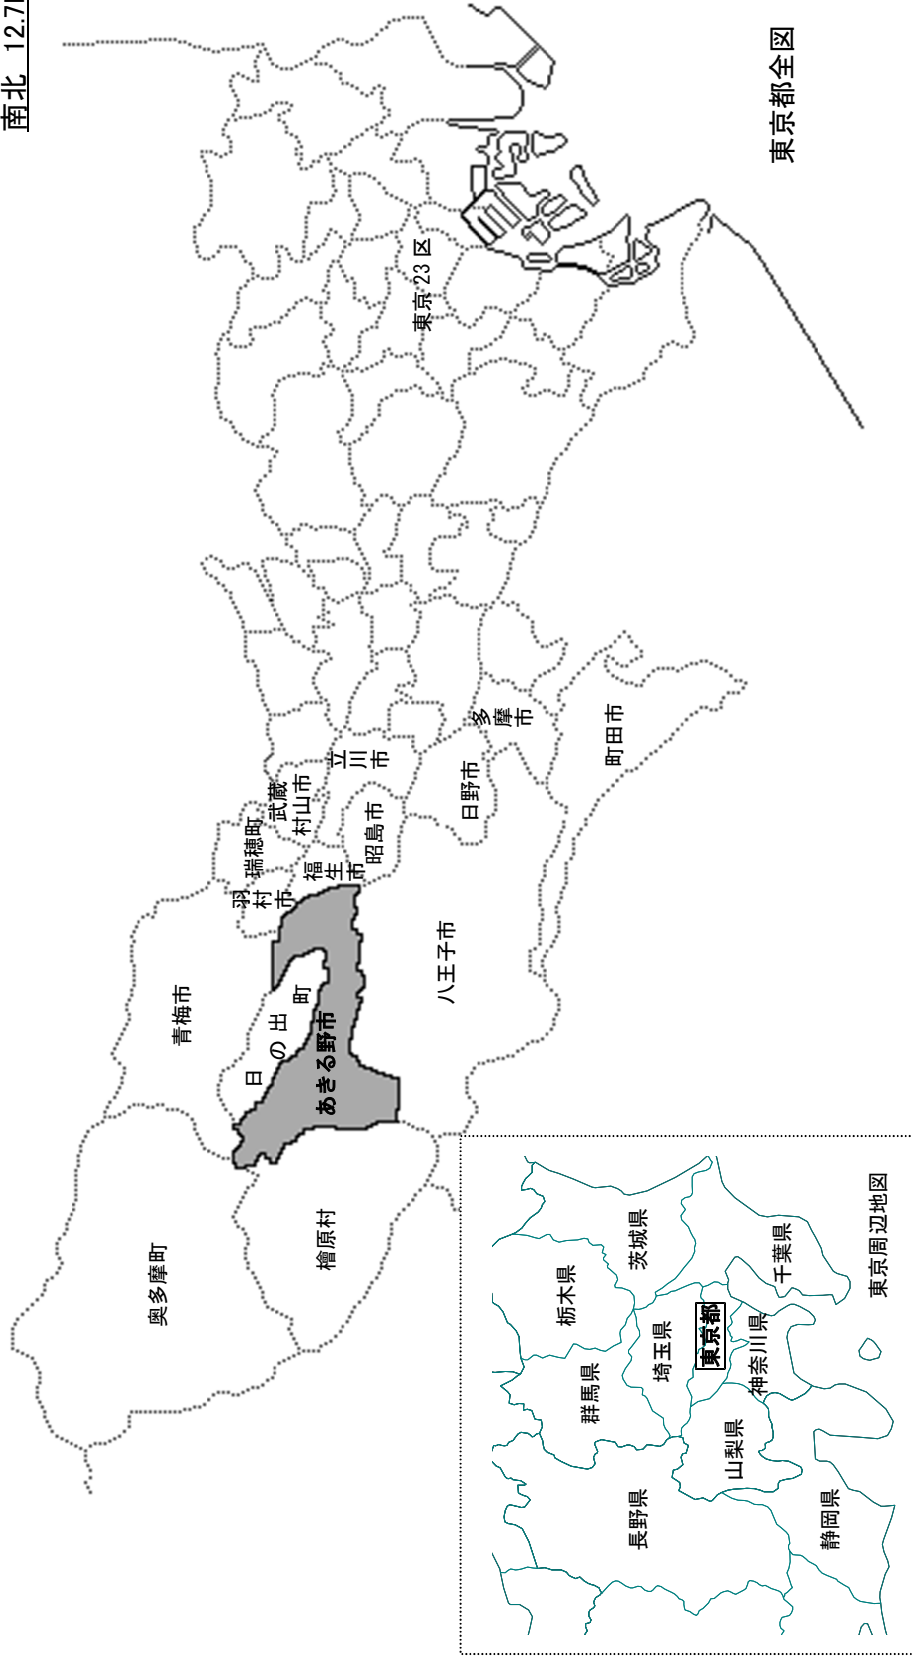 南北 12.7
東京都全図
東京 23 区
奥多摩町
青梅市
檜原村
日の出町
あきる野市
羽村市
瑞穂町
福生市
武蔵
村山市
立川市
昭島市
八王子市
日野市
多摩市
町田市
東京周辺地図
長野県
群馬県
栃木県
茨城県
埼玉県
東京都
千葉県
神奈川県
山梨県
静岡県